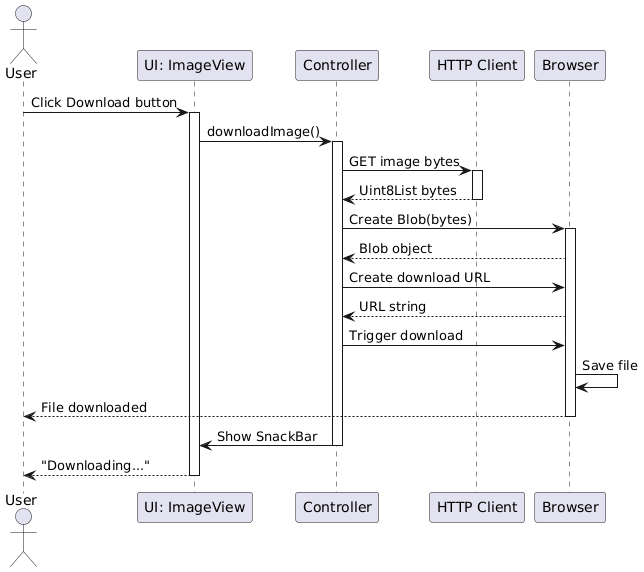 User
UI: ImageView
Controller
HTTP Client
Browser
Click Download button
downloadImage()
GET image bytes
Uint8List bytes
Create Blob(bytes)
Blob object
Create download URL
URL string
Trigger download
Save file
File downloaded
Show SnackBar
"Downloading..."
User
UI: ImageView
Controller
HTTP Client
Browser